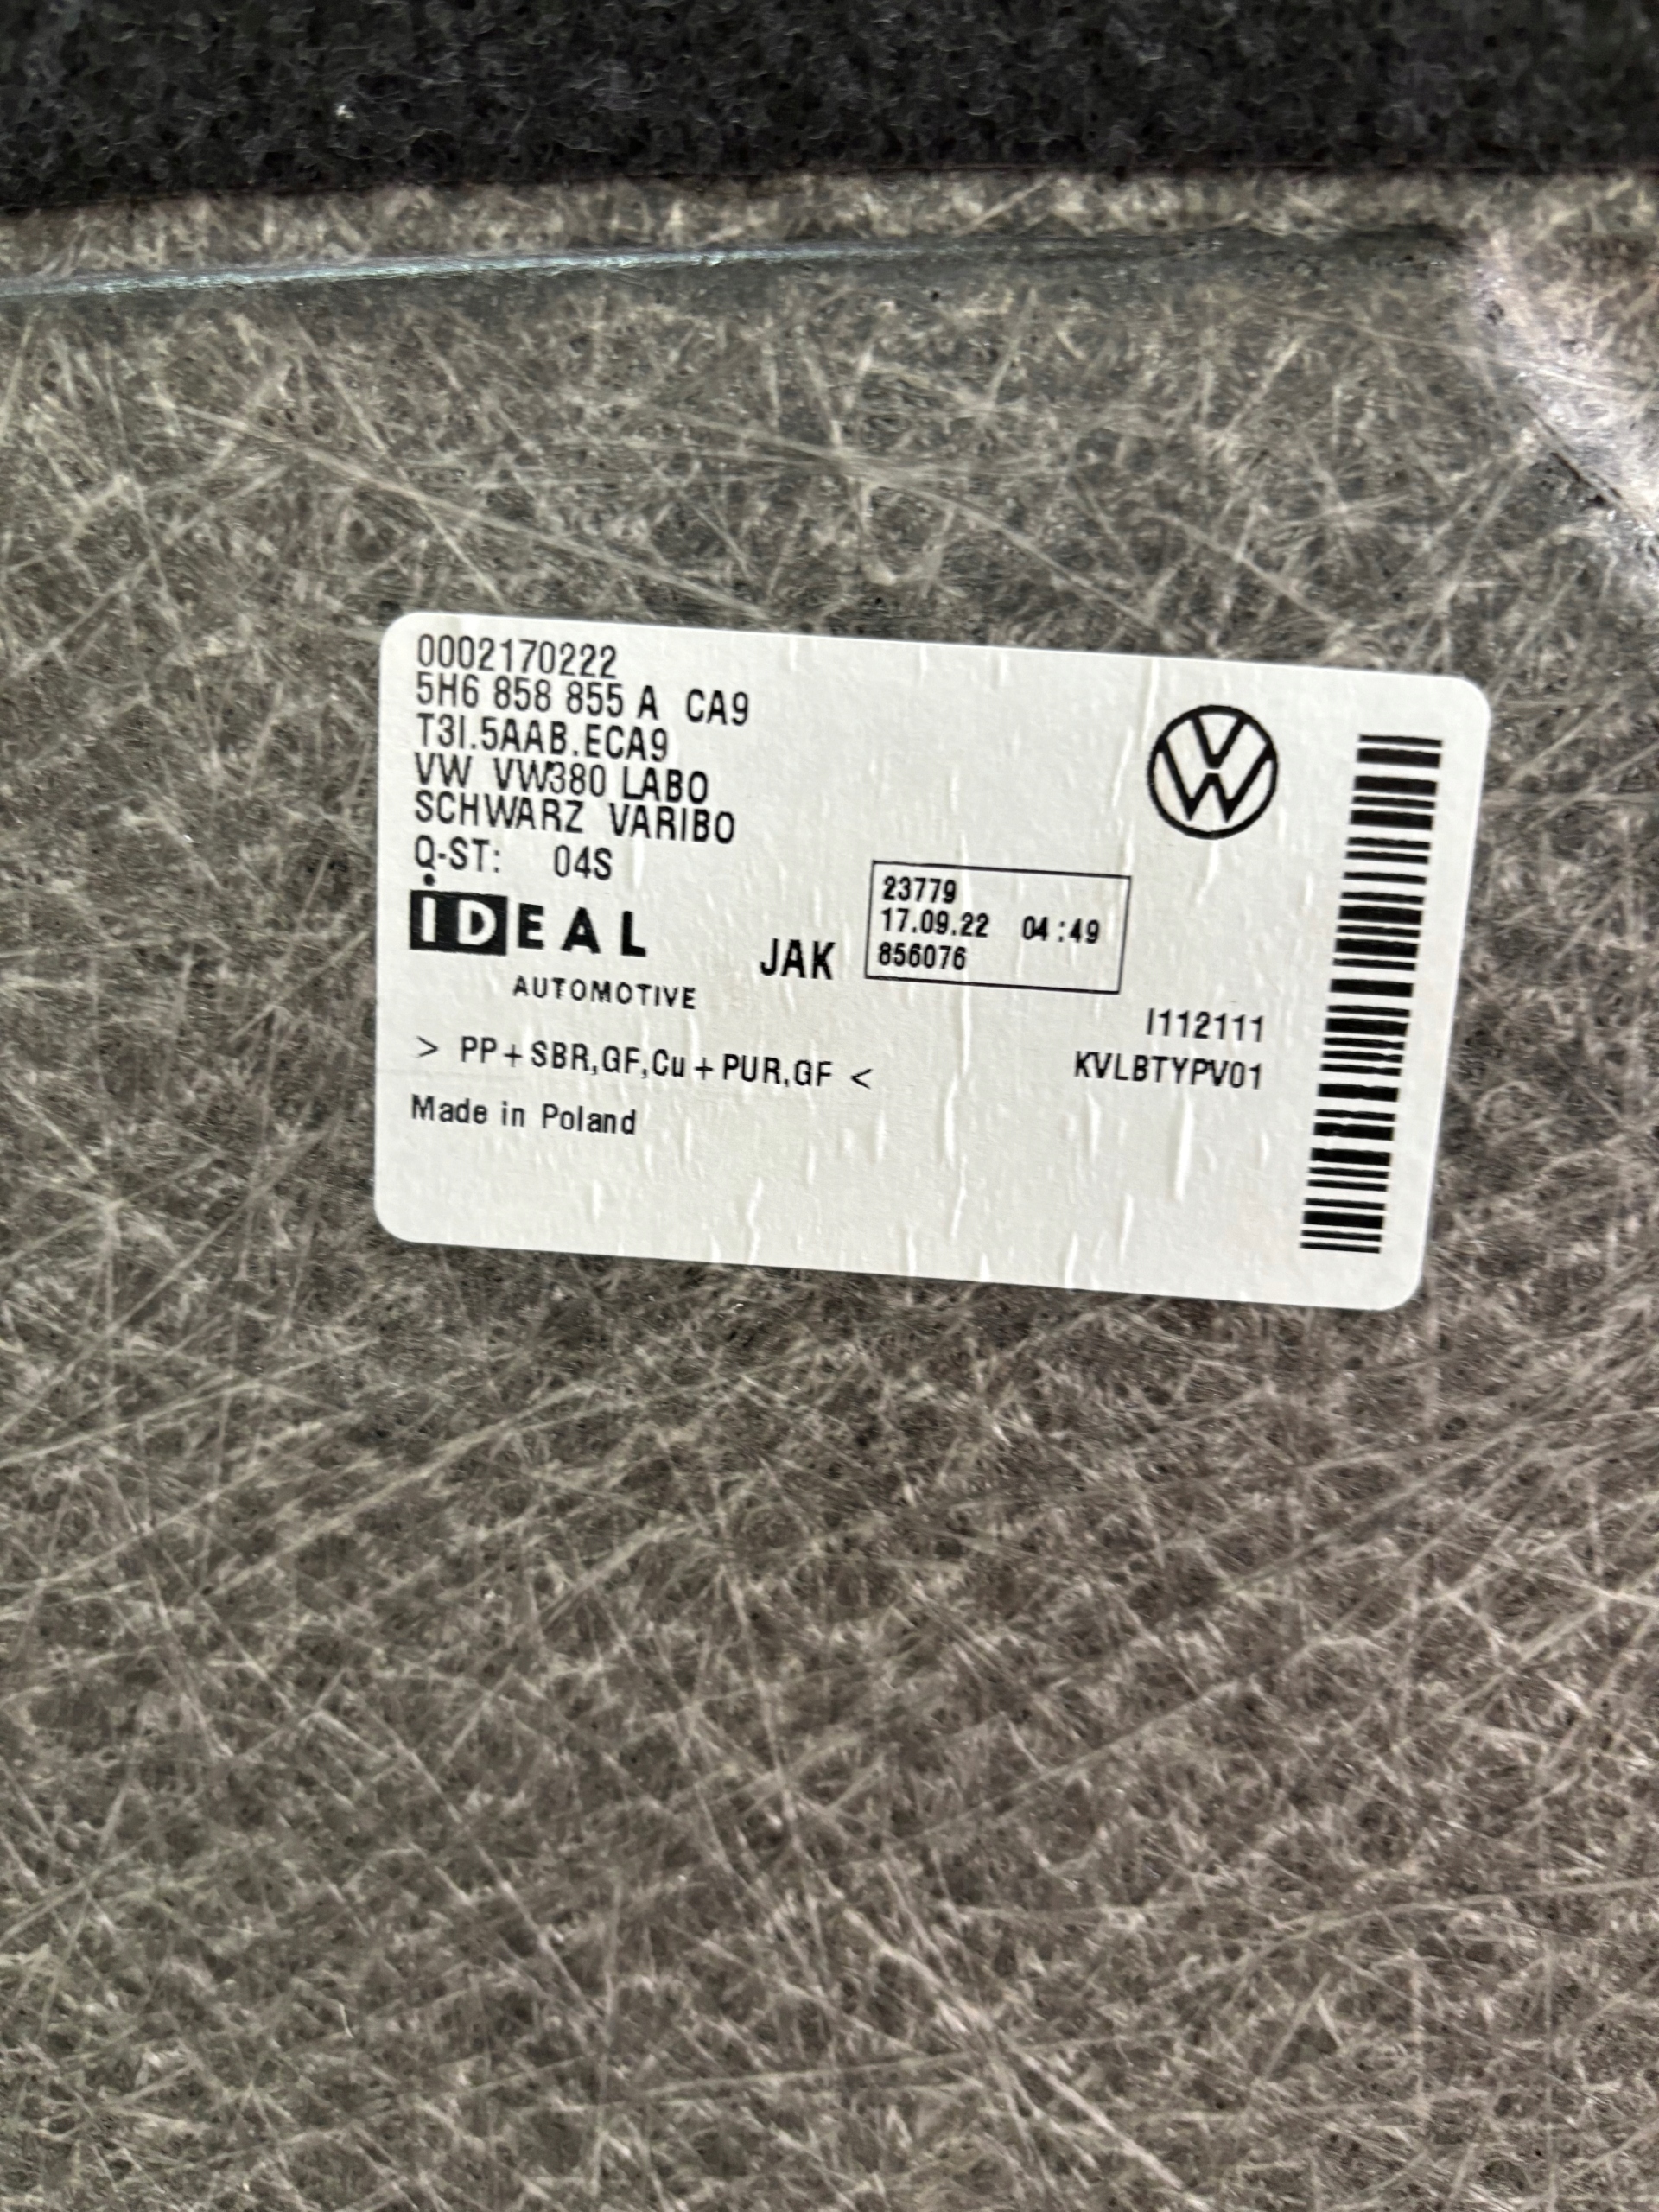 0002170222
5H6 858 855 A CA9
T3I.5AAB.ECA9
VW VW380 LABO
SCHWARZ VARIBO
Q-ST: 04S
IDEAL
AUTOMOTIVE
JAK
23779
17.09.22 04:49
856076
I112111
> PP+SBR,GF,Cu+PUR,GF <
KVLBTYPV01
Made in Poland
VW